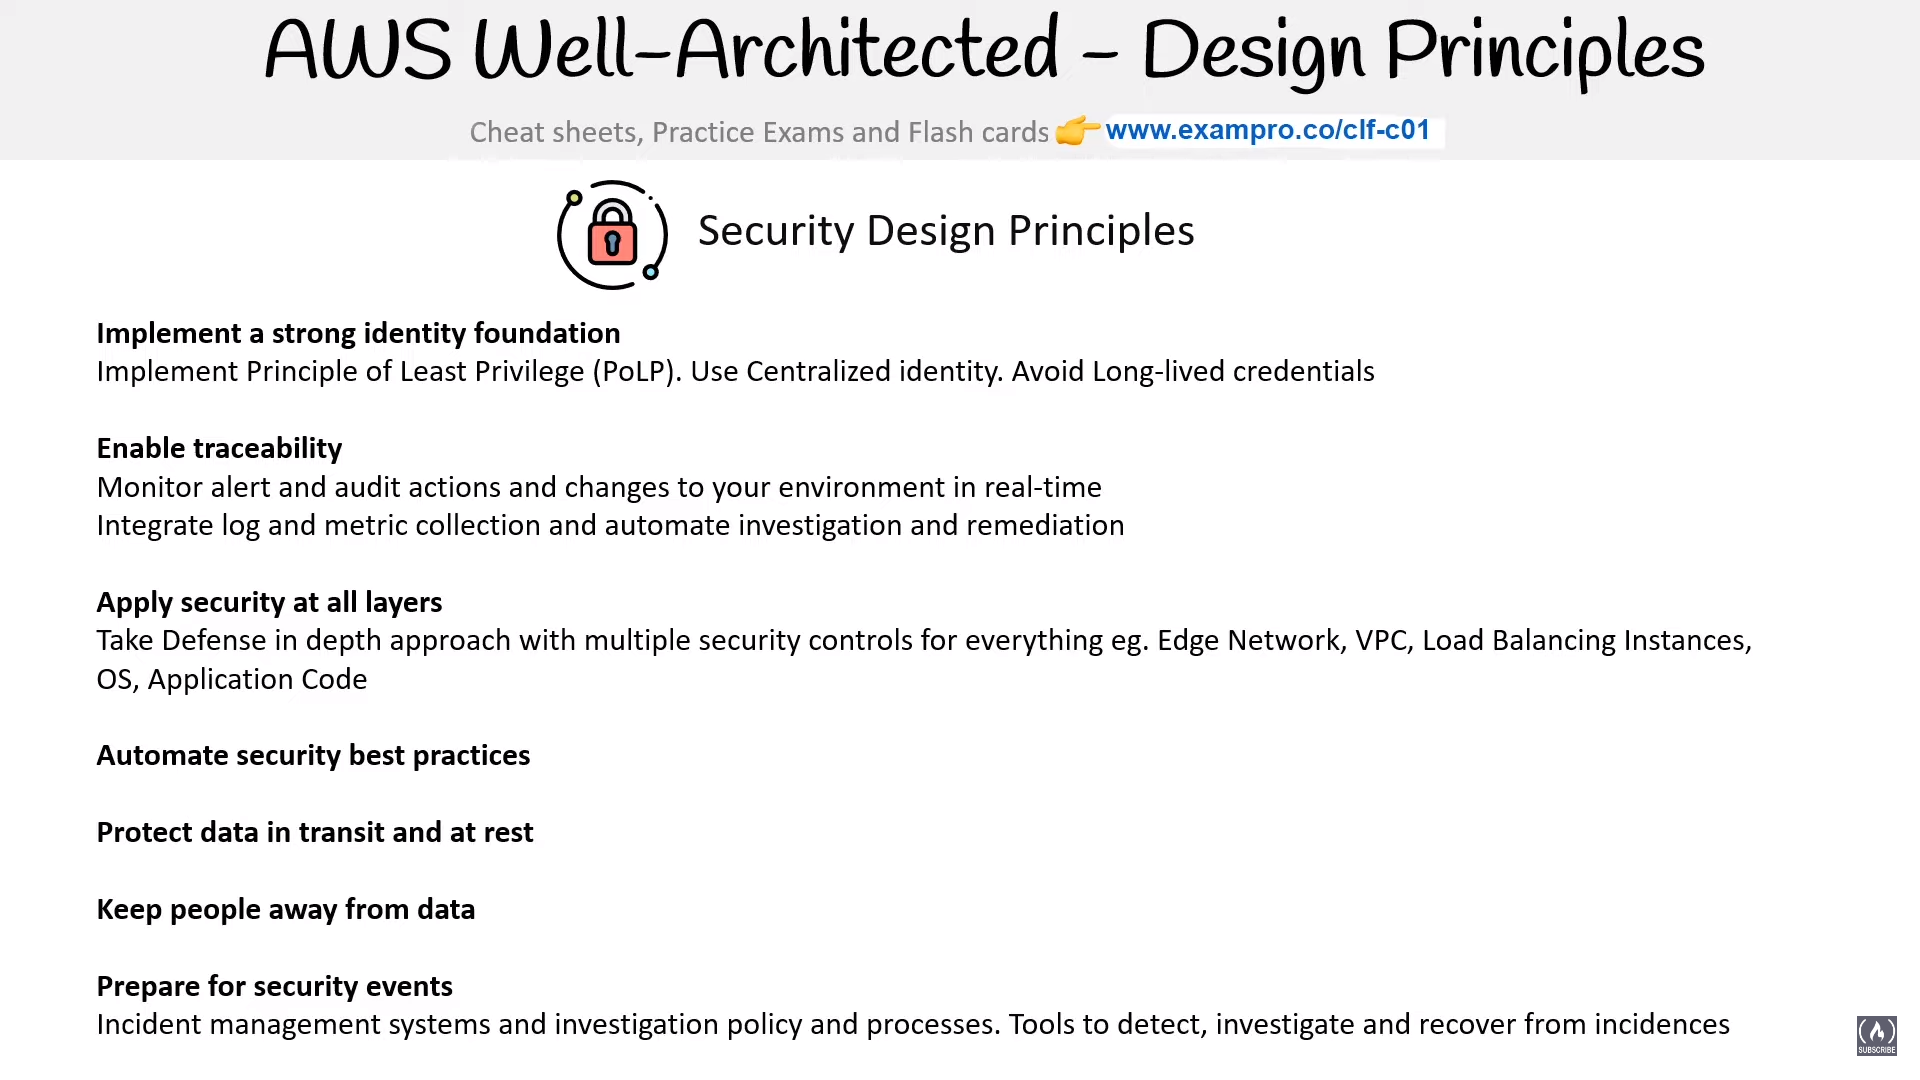 AWS Well-Architected - Design Principles
Cheat sheets, Practice Exams and Flash cards 👉 www.exampro.co/clf-c01
Security Design Principles
Implement a strong identity foundation
Implement Principle of Least Privilege (PoLP). Use Centralized identity. Avoid Long-lived credentials
Enable traceability
Monitor alert and audit actions and changes to your environment in real-time
Integrate log and metric collection and automate investigation and remediation
Apply security at all layers
Take Defense in depth approach with multiple security controls for everything eg. Edge Network, VPC, Load Balancing Instances,
OS, Application Code
Automate security best practices
Protect data in transit and at rest
Keep people away from data
Prepare for security events
Incident management systems and investigation policy and processes. Tools to detect, investigate and recover from incidences
SUBSCRIBE